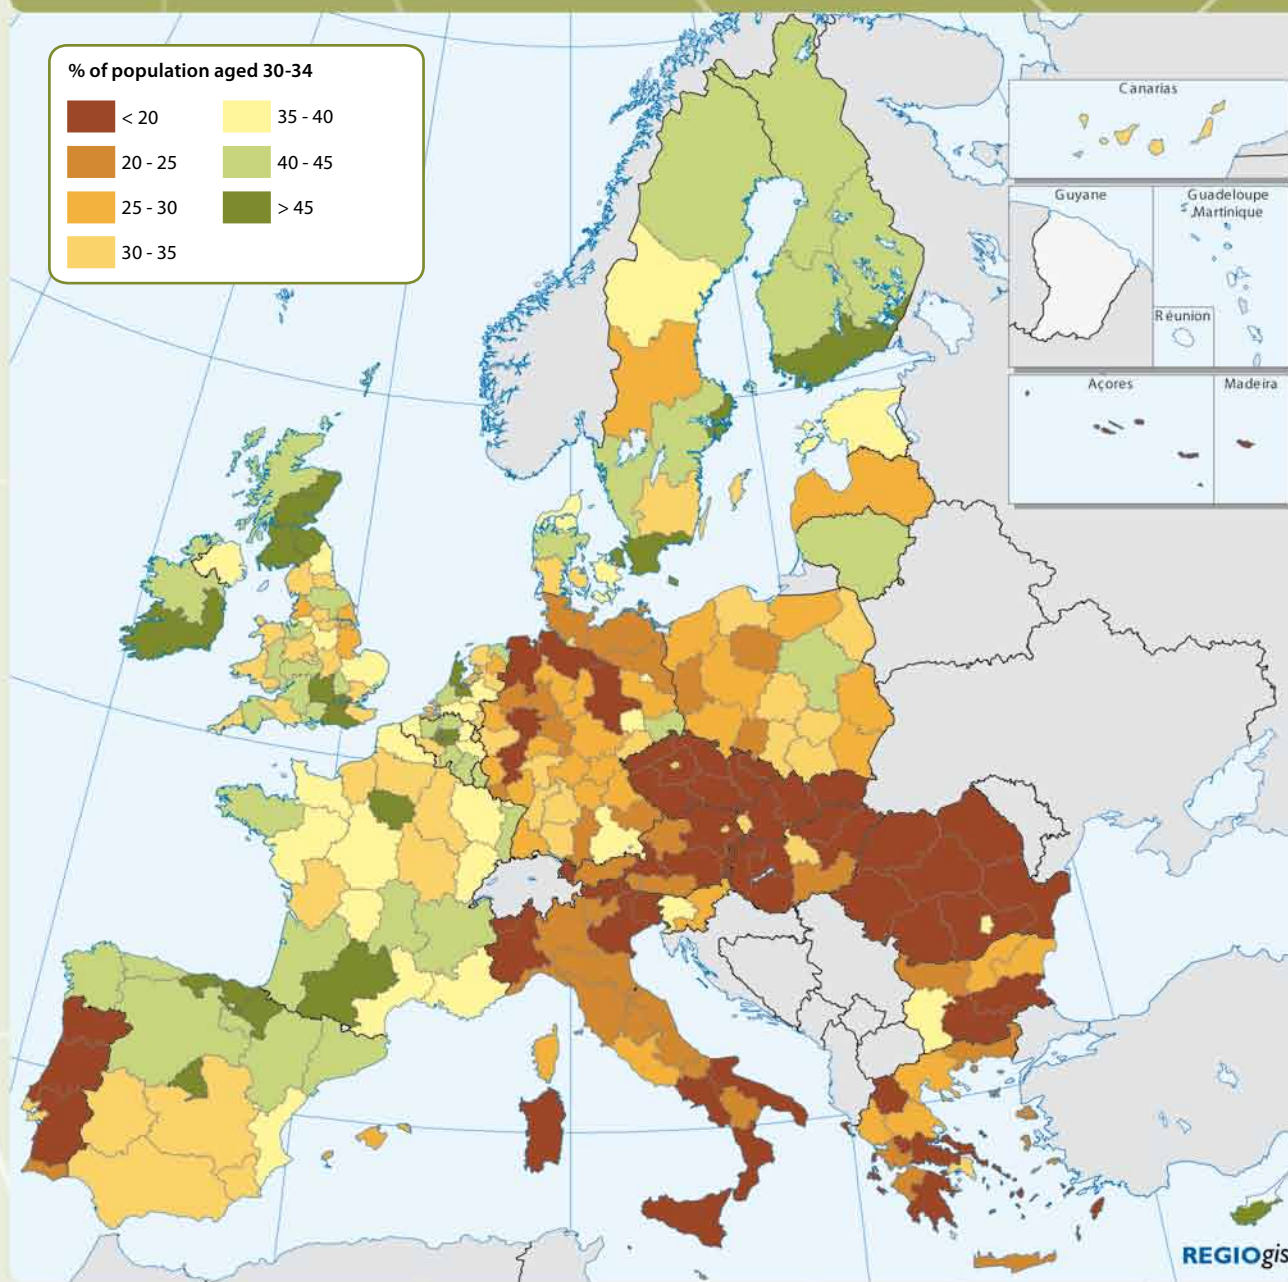 % of population aged 30-34
< 20
35 - 40
20 - 25
40 - 45
25 - 30
> 45
30 - 35
Canarias
Guyane
Guadeloupe
Martinique
Réunion
Açores
Madeira
REGIOgis